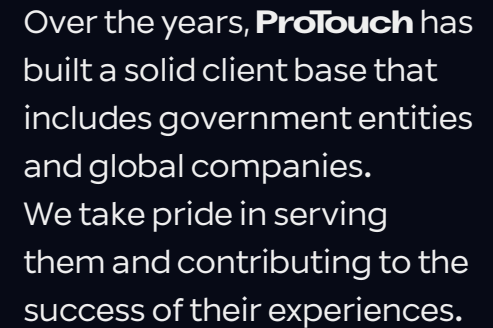 Over the years, ProTouch has
built a solid client base that
includes government entities
and global companies.
We take pride in serving
them and contributing to the
success of their experiences.